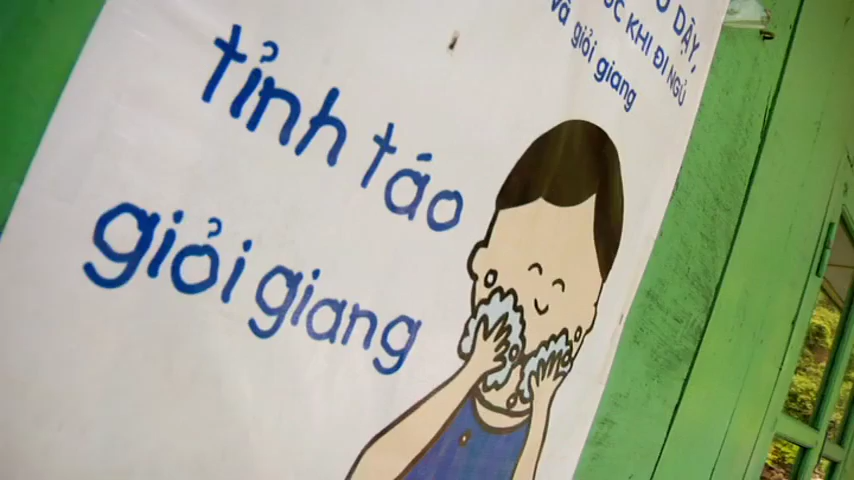 DẬY,
KHI ĐI NGỦ
và giỏi giang
tỉnh táo
giỏi giang